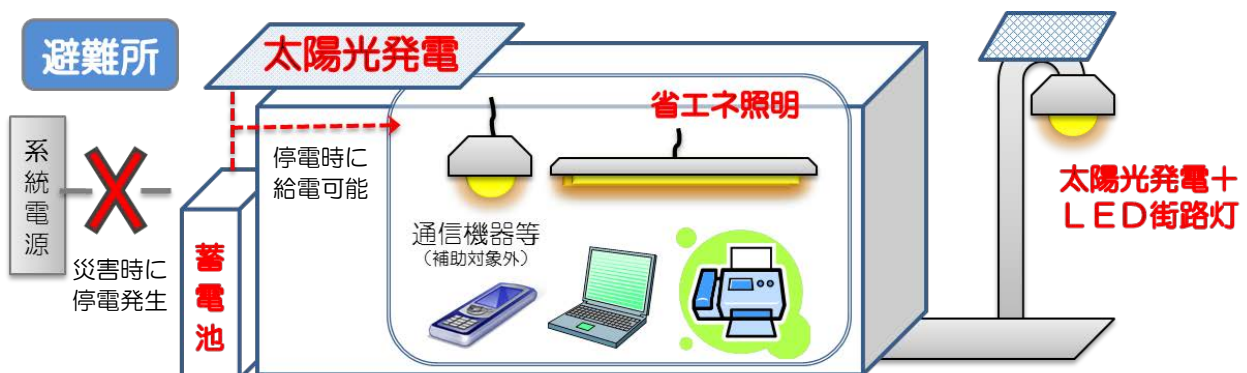 避難所
太陽光発電
省エネ照明
系統電源
停電時に
給電可能
太陽光発電＋
ＬＥＤ街路灯
通信機器等
（補助対象外）
蓄電池
災害時に
停電発生